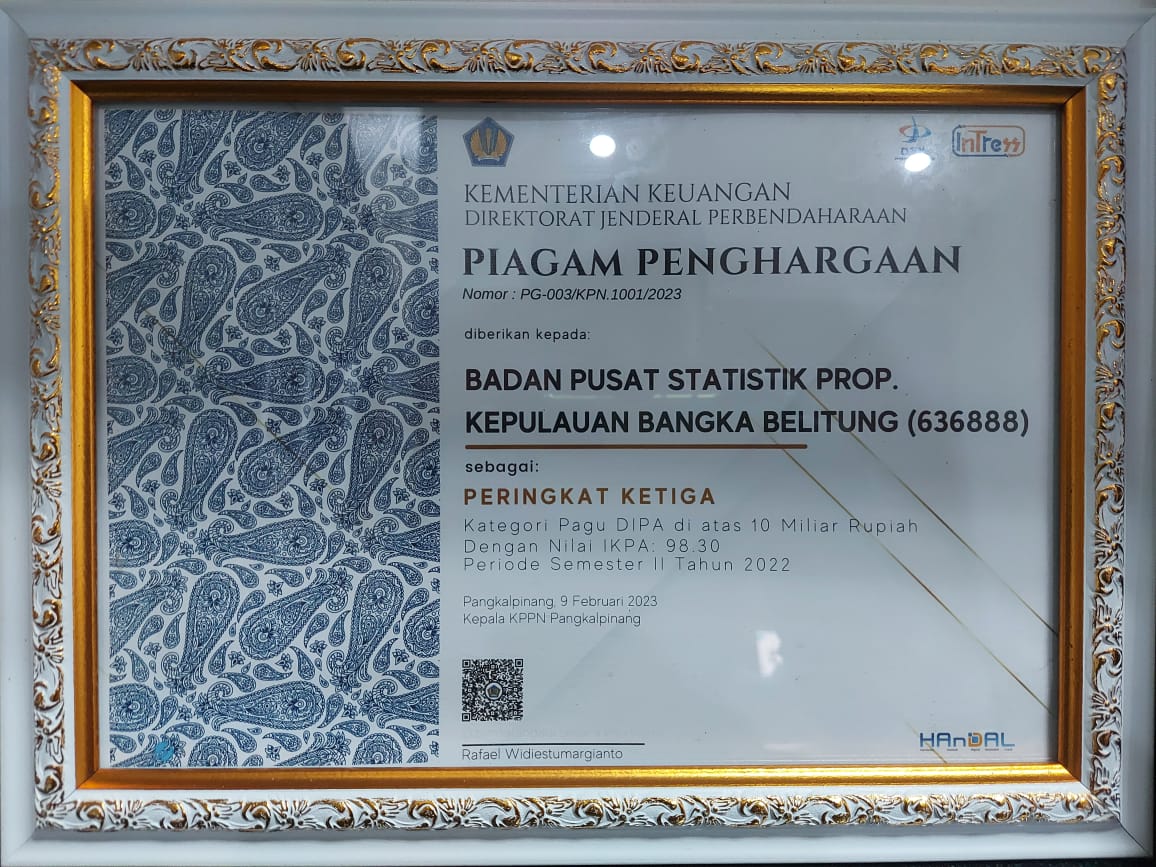 InTress
KEMENTERIAN KEUANGAN
DIREKTORAT JENDERAL PERBENDAHARAAN
PIAGAM PENGHARGAAN
Nomor : PG-003/KPN.1001/2023
diberikan kepada:
BADAN PUSAT STATISTIK PROP.
KEPULAUAN BANGKA BELITUNG (636888)
sebagai:
PERINGKAT KETIGA
Kategori Pagu DIPA di atas 10 Miliar Rupiah
Dengan Nilai IKPA: 98.30
Periode Semester II Tahun 2022
Pangkalpinang, 9 Februari 2023
Kepala KPPN Pangkalpinang
Rafael Widiestumargianto
HAnDAL